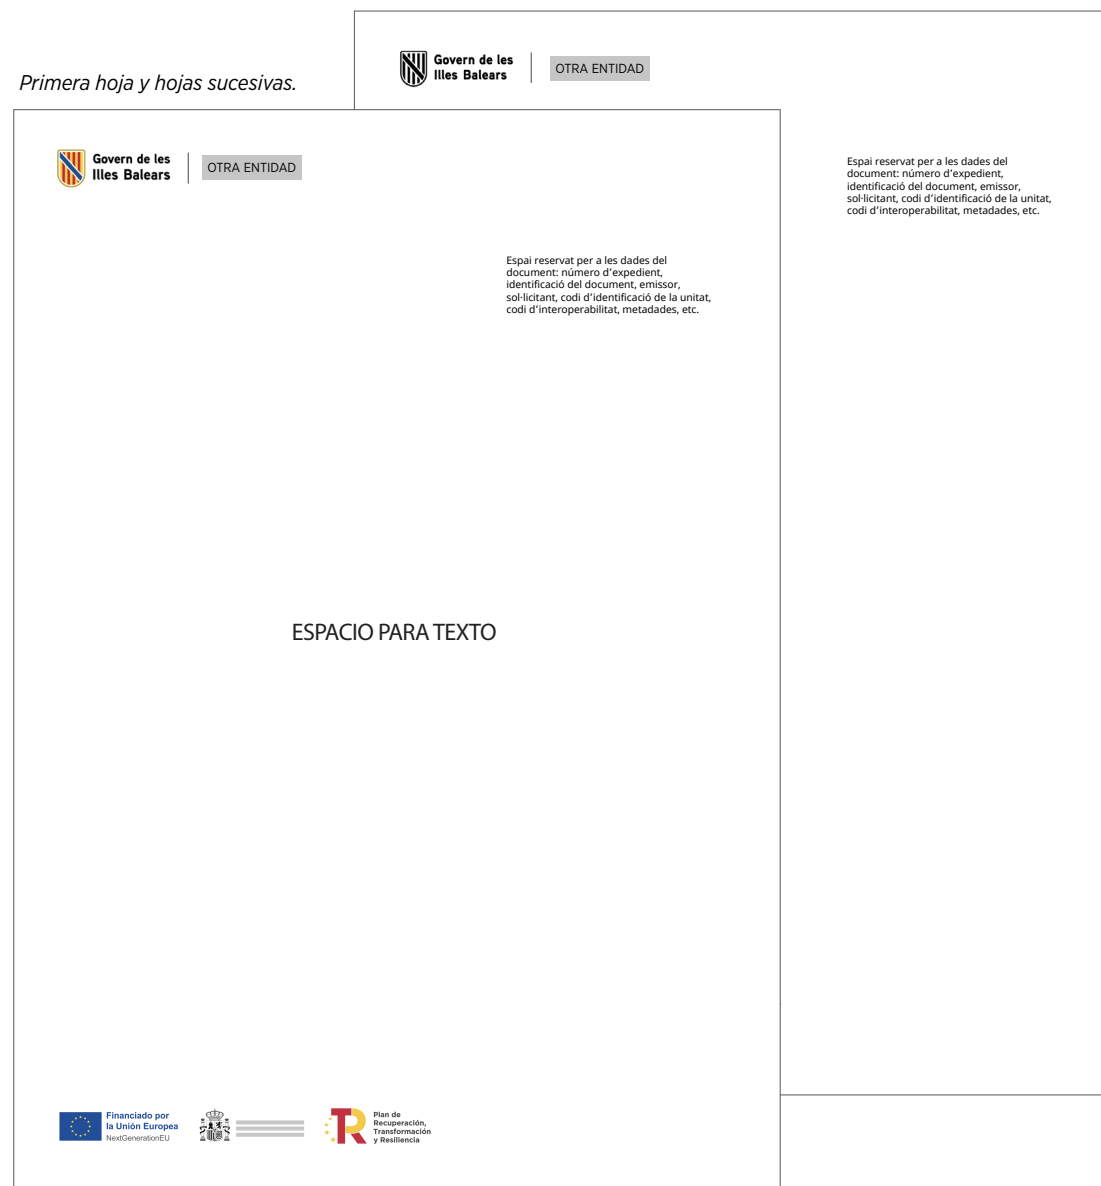 Primera hoja y hojas sucesivas.
Govern de les
Illes Balears
OTRA ENTIDAD
Espai reservat per a les dades del
document: número d’expedient,
identificació del document, emissor,
sol·licitant, codi d’identificació de la unitat,
codi d’interoperabilitat, metadades, etc.
Govern de les
Illes Balears
OTRA ENTIDAD
Espai reservat per a les dades del
document: número d’expedient,
identificació del document, emissor,
sol·licitant, codi d’identificació de la unitat,
codi d’interoperabilitat, metadades, etc.
ESPACIO PARA TEXTO
Financiado por
la Unión Europea
NextGenerationEU
R
Plan de
Recuperación,
Transformación
y Resiliencia